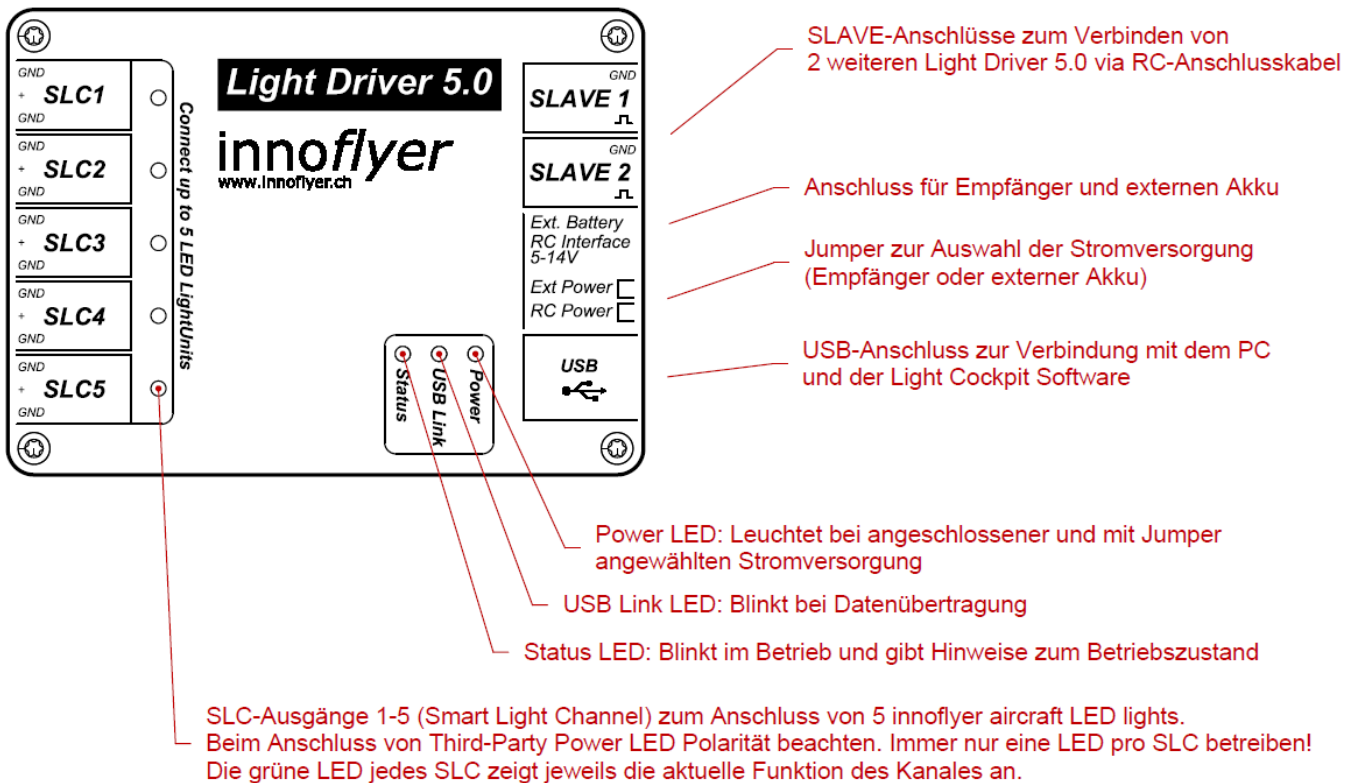 GND
+ SLC1
GND
GND
+ SLC2
GND
GND
+ SLC3
GND
GND
+ SLC4
GND
GND
+ SLC5
GND
Connect up to 5 LED LightUnits
Light Driver 5.0
innoflyer
www.innoflyer.ch
GND
SLAVE 1
GND
SLAVE 2
Ext. Battery
RC Interface
5-14V
Ext Power
RC Power
USB
Power
USB Link
Status
SLAVE-Anschlüsse zum Verbinden von
2 weiteren Light Driver 5.0 via RC-Anschlusskabel
Anschluss für Empfänger und externen Akku
Jumper zur Auswahl der Stromversorgung
(Empfänger oder externer Akku)
USB-Anschluss zur Verbindung mit dem PC
und der Light Cockpit Software
Power LED: Leuchtet bei angeschlossener und mit Jumper
angewählten Stromversorgung
USB Link LED: Blinkt bei Datenübertragung
Status LED: Blinkt im Betrieb und gibt Hinweise zum Betriebszustand
SLC-Ausgänge 1-5 (Smart Light Channel) zum Anschluss von 5 innoflyer aircraft LED lights.
Beim Anschluss von Third-Party Power LED Polarität beachten. Immer nur eine LED pro SLC betreiben!
Die grüne LED jedes SLC zeigt jeweils die aktuelle Funktion des Kanales an.